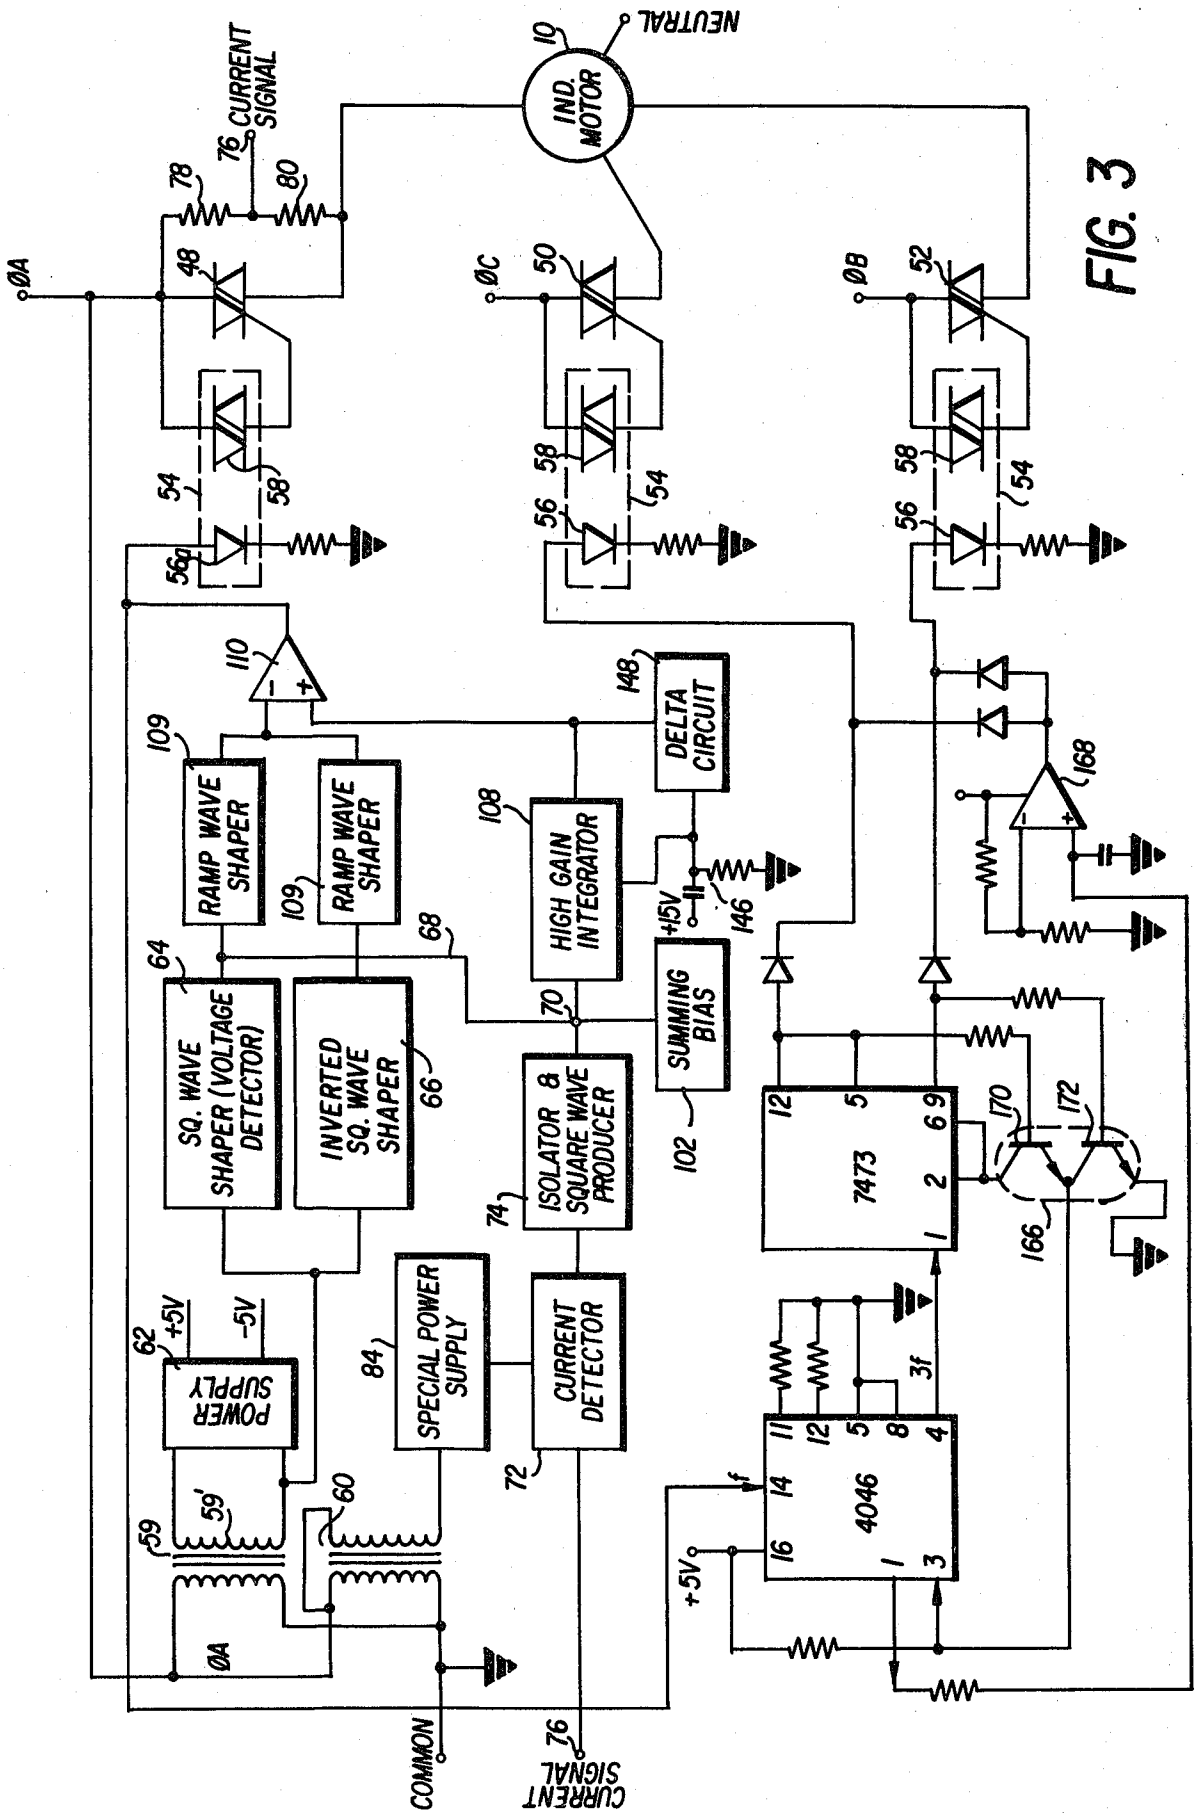 ØA
76
CURRENT
SIGNAL
78
80
48
54
58
56a
10
IND.
MOTOR
NEUTRAL
ØC
50
58
56
54
ØB
52
58
56
54
59
59'
60
ØA
COMMON
76
CURRENT
SIGNAL
62
POWER
SUPPLY
+5V
-5V
64
SQ. WAVE
SHAPER (VOLTAGE
DETECTOR)
INVERTED
SQ. WAVE
SHAPER
66
109
RAMP WAVE
SHAPER
109
RAMP WAVE
SHAPER
110
-
+
68
84
SPECIAL POWER
SUPPLY
72
CURRENT
DETECTOR
74
ISOLATOR &
SQUARE WAVE
PRODUCER
70
108
HIGH GAIN
INTEGRATOR
102
SUMMING
BIAS
+15V
146
148
DELTA
CIRCUIT
+5V
16
14
f
11
12
5
8
4
1
3
4046
3f
1
2
6
12
5
9
7473
166
170
172
168
-
+
FIG. 3